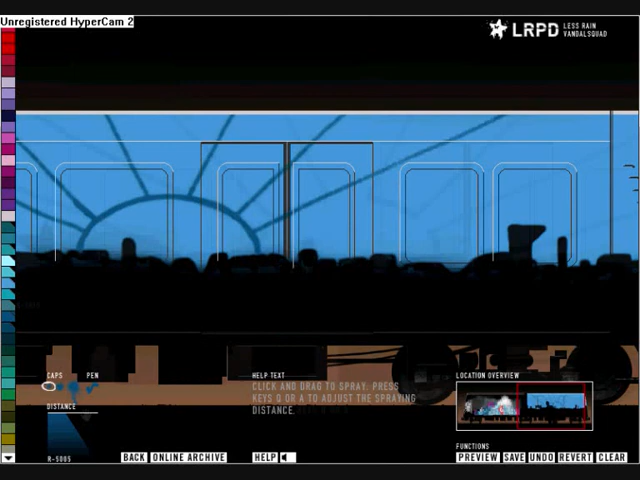 Unregistered HyperCam 2
LRPD LESS RAIN
VANDALSQUAD
CAPS PEN
DISTANCE
R-5005
HELP TEXT
CLICK AND DRAG TO SPRAY. PRESS
KEYS Q OR A TO ADJUST THE SPRAYING
DISTANCE.
LOCATION OVERVIEW
FUNCTIONS
BACK ONLINE ARCHIVE HELP PREVIEW SAVE UNDO REVERT CLEAR